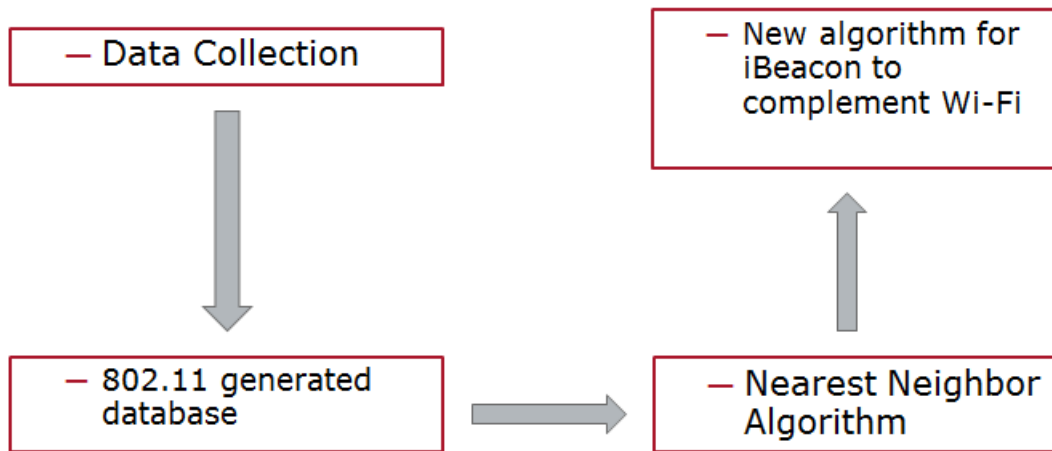 — Data Collection
— New algorithm for
iBeacon to
complement Wi-Fi
— 802.11 generated
database
— Nearest Neighbor
Algorithm